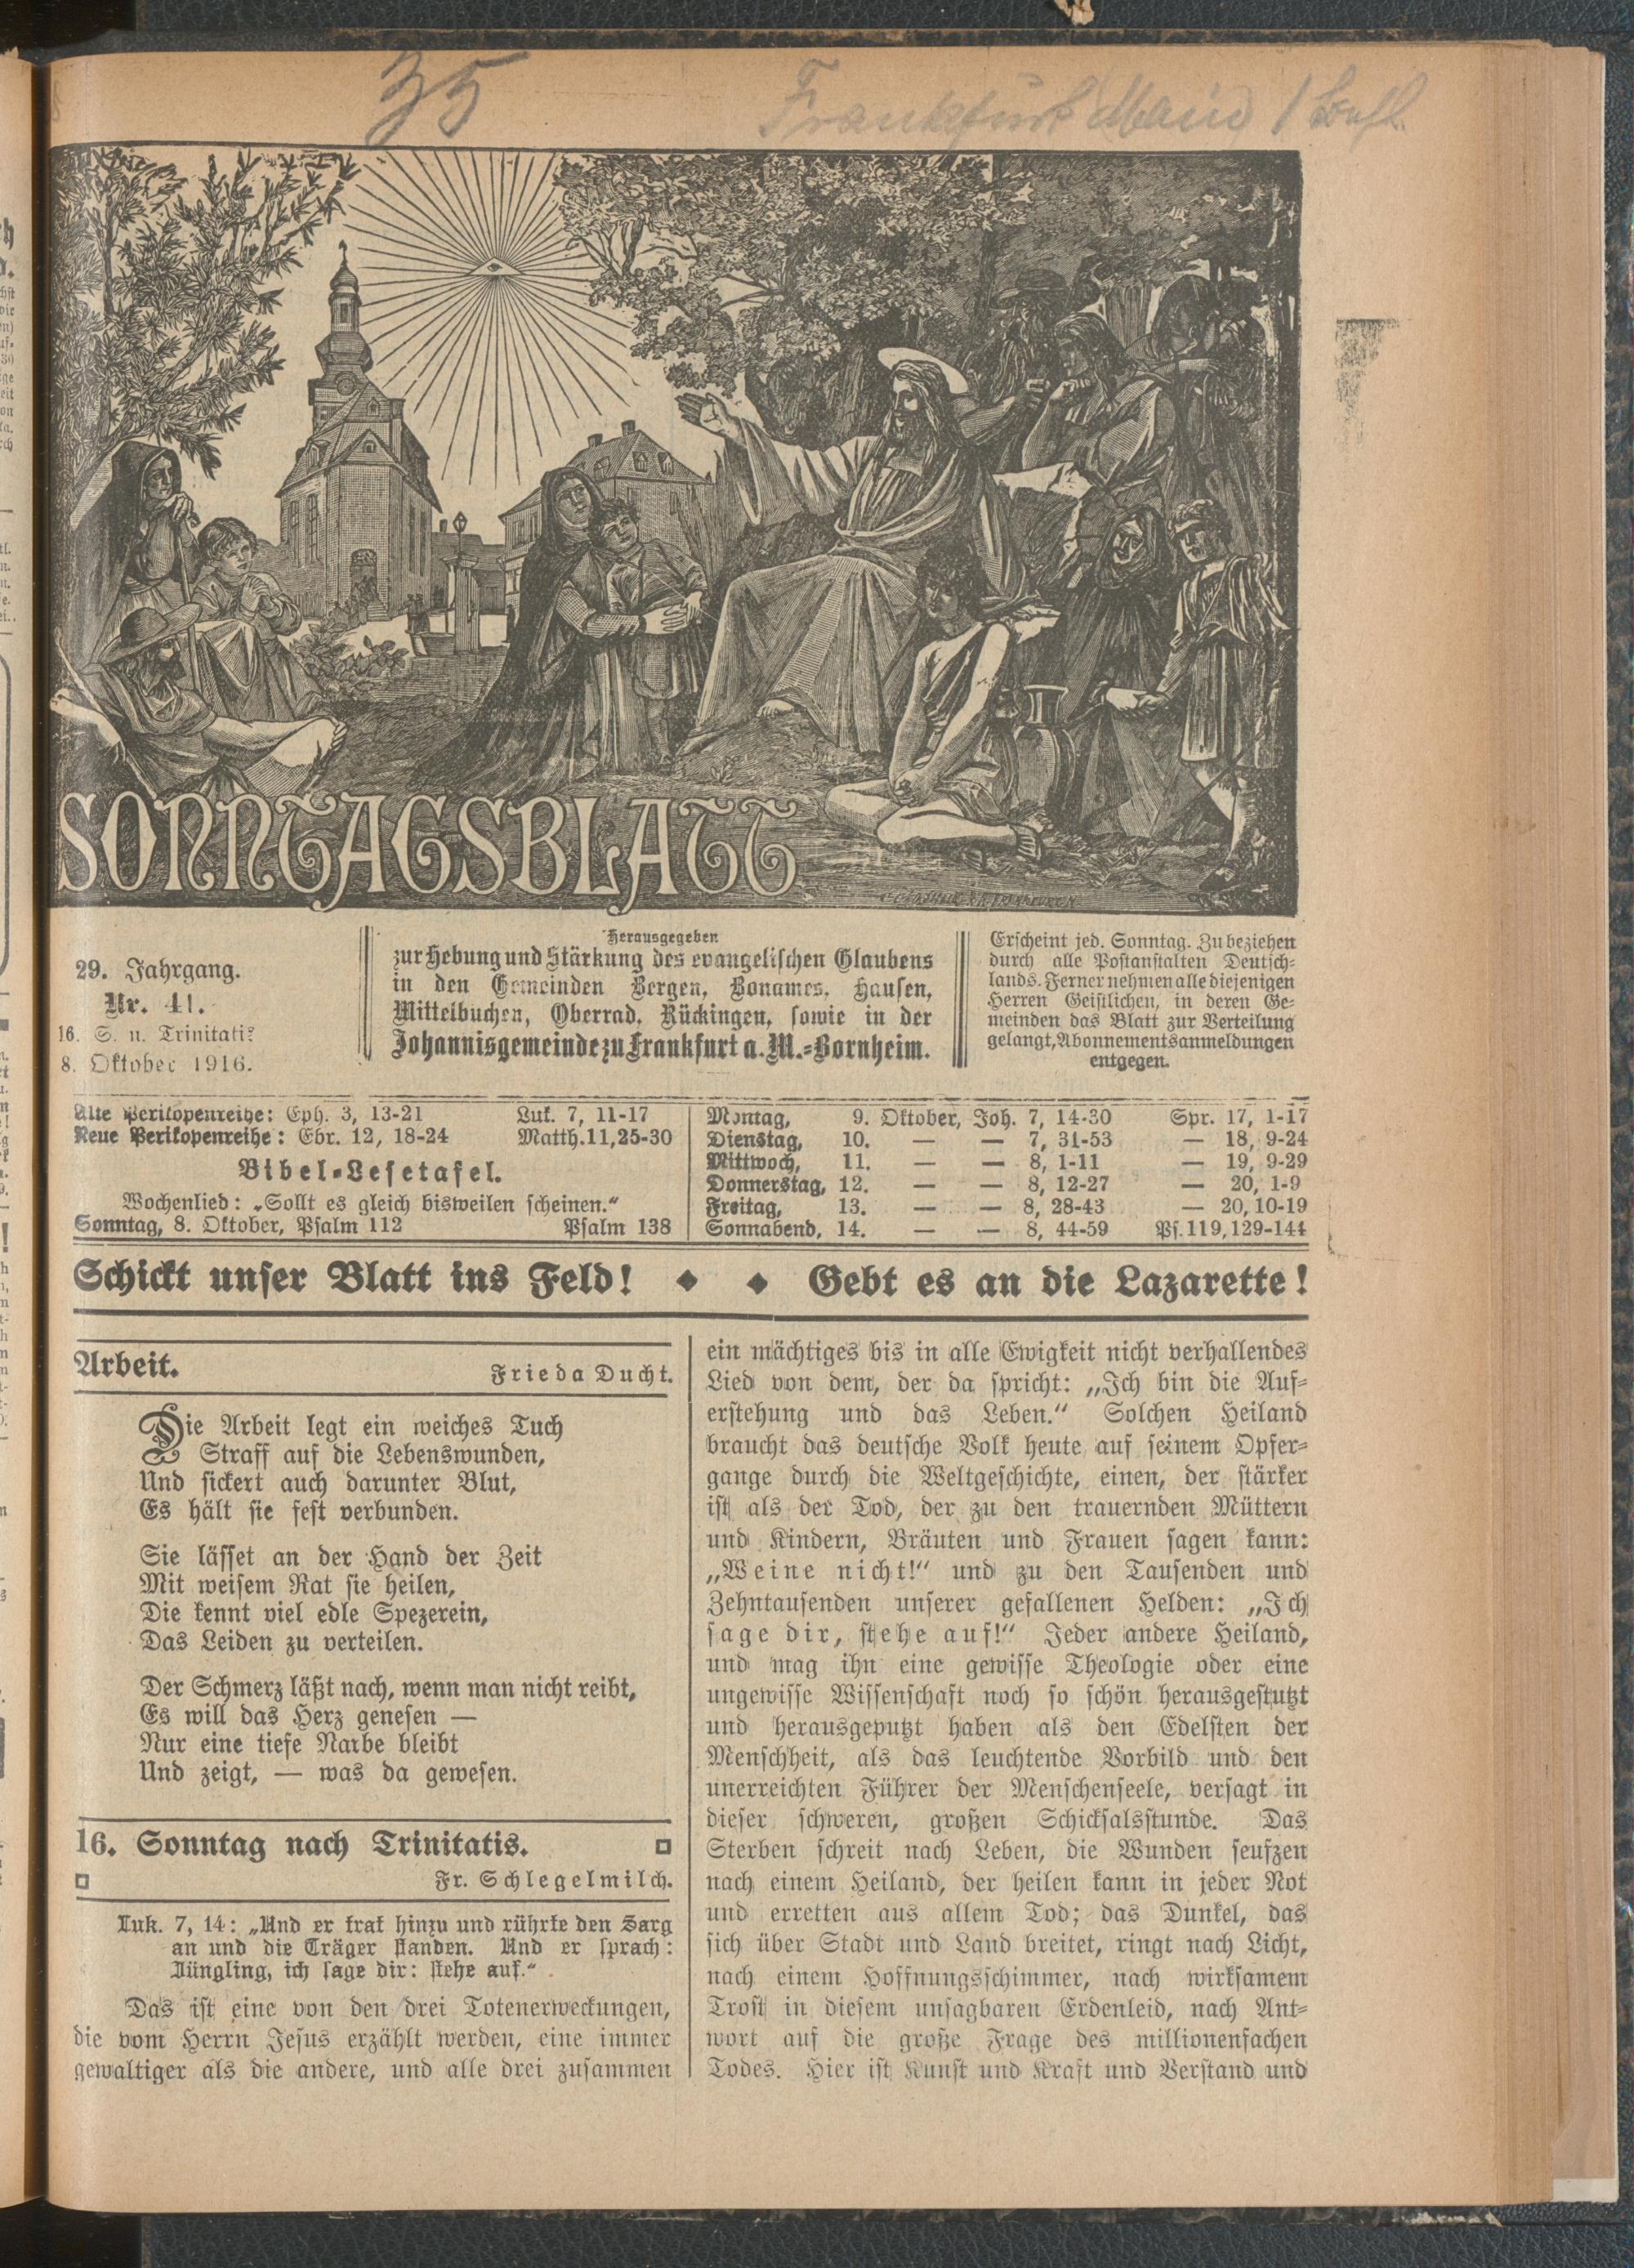 35
Frankfurt Main
SONNTAGSBLATT
29. Jahrgang.
Nr. 41.
16. S. n. Trinitatis
8. Oktober 1916.
Herausgegeben
zur Hebung und Stärkung des evangelischen Glaubens
in den Gemeinden Bergen, Bonames, Hausen,
Mittelbuchen, Oberrad, Rückingen, sowie in der
Johannisgemeinde zu Frankfurt a. M.-Bornheim.
Erscheint jed. Sonntag. Zu beziehen
durch alle Postanstalten Deutsch-
lands. Ferner nehmen alle diejenigen
Herren Geistlichen, in deren Ge-
meinden das Blatt zur Verteilung
gelangt, Abonnementsanmeldungen
entgegen.
Alte Perikopenreihe: Eph. 3, 13-21 Luk. 7, 11-17
Neue Perikopenreihe: Ebr. 12, 18-24 Matth. 11, 25-30
Bibel-Lesetafel.
Wochenlied: „Sollt es gleich bisweilen scheinen.“
Sonntag, 8. Oktober, Psalm 112 Psalm 138
Montag, 9. Oktober, Joh. 7, 14-30 Spr. 17, 1-17
Dienstag, 10. — — 7, 31-53 — 18, 9-24
Mittwoch, 11. — — 8, 1-11 — 19, 9-29
Donnerstag, 12. — — 8, 12-27 — 20, 1-9
Freitag, 13. — — 8, 28-43 — 20, 10-19
Sonnabend, 14. — — 8, 44-59 Ps. 119, 129-144
Schickt unser Blatt ins Feld! ◆ ◆ Gebt es an die Lazarette!
Arbeit. Frieda Ducht.
Die Arbeit legt ein weiches Tuch
Straff auf die Lebenswunden,
Und sickert auch darunter Blut,
Es hält sie fest verbunden.
Sie lässet an der Hand der Zeit
Mit weisem Rat sie heilen,
Die kennt viel edle Spezerein,
Das Leiden zu verteilen.
Der Schmerz läßt nach, wenn man nicht reibt,
Es will das Herz genesen —
Nur eine tiefe Narbe bleibt
Und zeigt, — was da gewesen.
16. Sonntag nach Trinitatis.
Fr. Schlegelmilch.
Luk. 7, 14: „Und er trat hinzu und rührte den Sarg
an und die Träger standen. Und er sprach:
Jüngling, ich sage dir: stehe auf.“
Das ist eine von den drei Totenerweckungen,
die vom Herrn Jesus erzählt werden, eine immer
gewaltiger als die andere, und alle drei zusammen
ein mächtiges bis in alle Ewigkeit nicht verhallendes
Lied von dem, der da spricht: „Ich bin die Auf-
erstehung und das Leben.“ Solchen Heiland
braucht das deutsche Volk heute auf seinem Opfer-
gange durch die Weltgeschichte, einen, der stärker
ist als der Tod, der zu den trauernden Müttern
und Kindern, Bräuten und Frauen sagen kann:
„Weine nicht!“ und zu den Tausenden und
Zehntausenden unserer gefallenen Helden: „Ich
sage dir, stehe auf!“ Jeder andere Heiland,
und mag ihn eine gewisse Theologie oder eine
ungewisse Wissenschaft noch so schön herausgestutzt
und herausgeputzt haben als den Edelsten der
Menschheit, als das leuchtende Vorbild und den
unerreichten Führer der Menschenseele, versagt in
dieser schweren, großen Schicksalsstunde. Das
Sterben schreit nach Leben, die Wunden seufzen
nach einem Heiland, der heilen kann in jeder Not
und erretten aus allem Tod; das Dunkel, das
sich über Stadt und Land breitet, ringt nach Licht,
nach einem Hoffnungsschimmer, nach wirksamem
Trost in diesem unsagbaren Erdenleid, nach Ant-
wort auf die große Frage des millionenfachen
Todes. Hier ist Kunst und Kraft und Verstand und